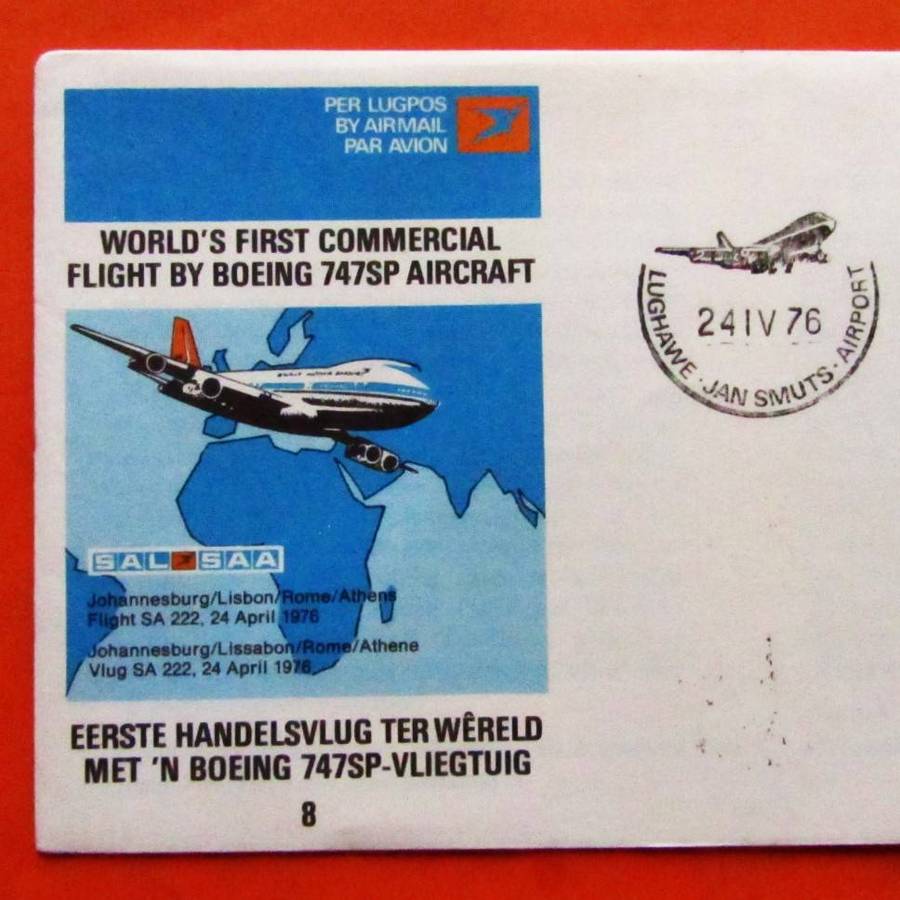 PER LUGPOS
BY AIRMAIL
PAR AVION
WORLD'S FIRST COMMERCIAL
FLIGHT BY BOEING 747SP AIRCRAFT
SAL SAA
Johannesburg/Lisbon/Rome/Athens
Flight SA 222, 24 April 1976
Johannesburg/Lissabon/Rome/Athene
Vlug SA 222, 24 April 1976
EERSTE HANDELSVLUG TER WÊRELD
MET 'N BOEING 747SP-VLIEGTUIG
8
24 IV 76
LUGHAWE · JAN SMUTS · AIRPORT